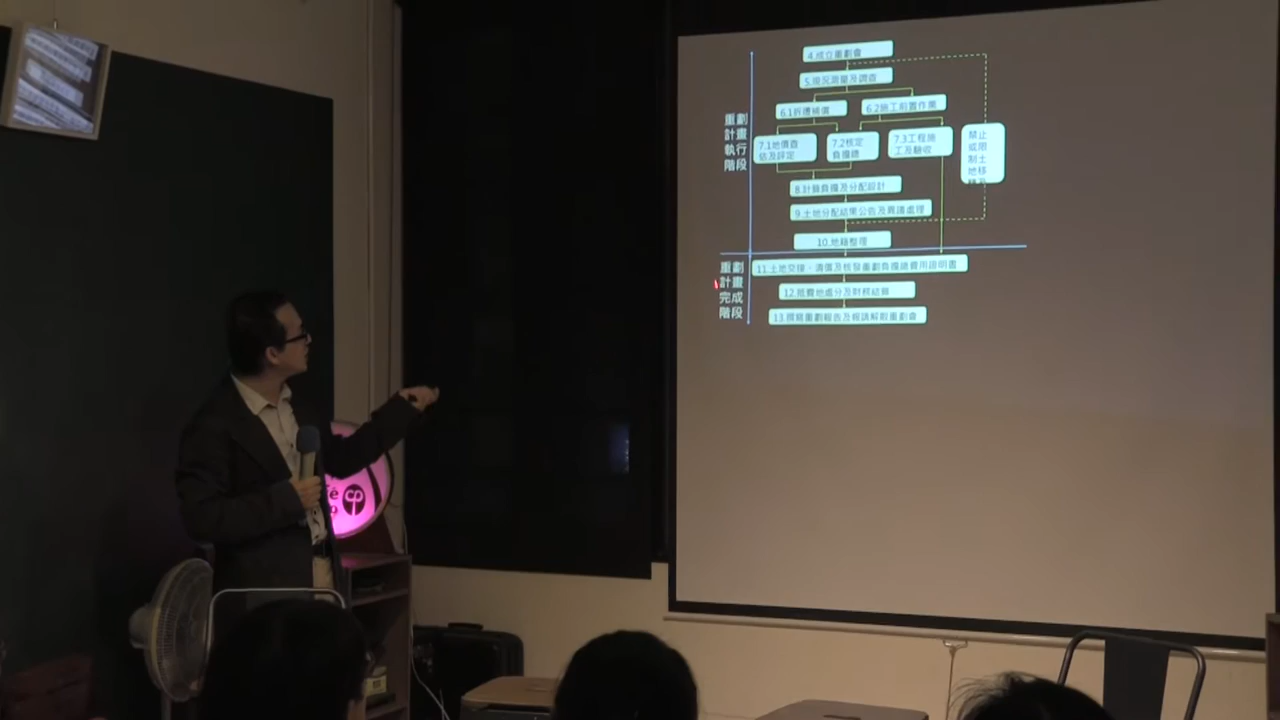 4.成立重劃會
5.現況測量及調查
6.1拆遷補償
6.2施工前置作業
重劃
計畫
執行
階段
7.1地價查
估及評定
7.2核定
負擔總
7.3工程施
工及驗收
禁止
或限
制土
地移
8.計算負擔及分配設計
9.土地分配結果公告及異議處理
10.地籍整理
重劃
計畫
完成
階段
11.土地交接、清償及核發重劃負擔總費用證明書
12.抵費地處分及財務結算
13.撰寫重劃報告及報請解散重劃會